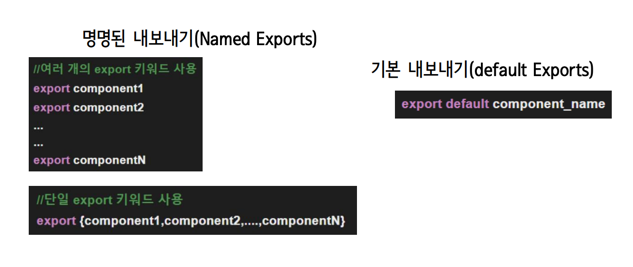 명명된 내보내기(Named Exports)
//여러 개의 export 키워드 사용
export component1
export component2
...
...
export componentN
//단일 export 키워드 사용
export {component1,component2,....,componentN}
기본 내보내기(default Exports)
export default component_name